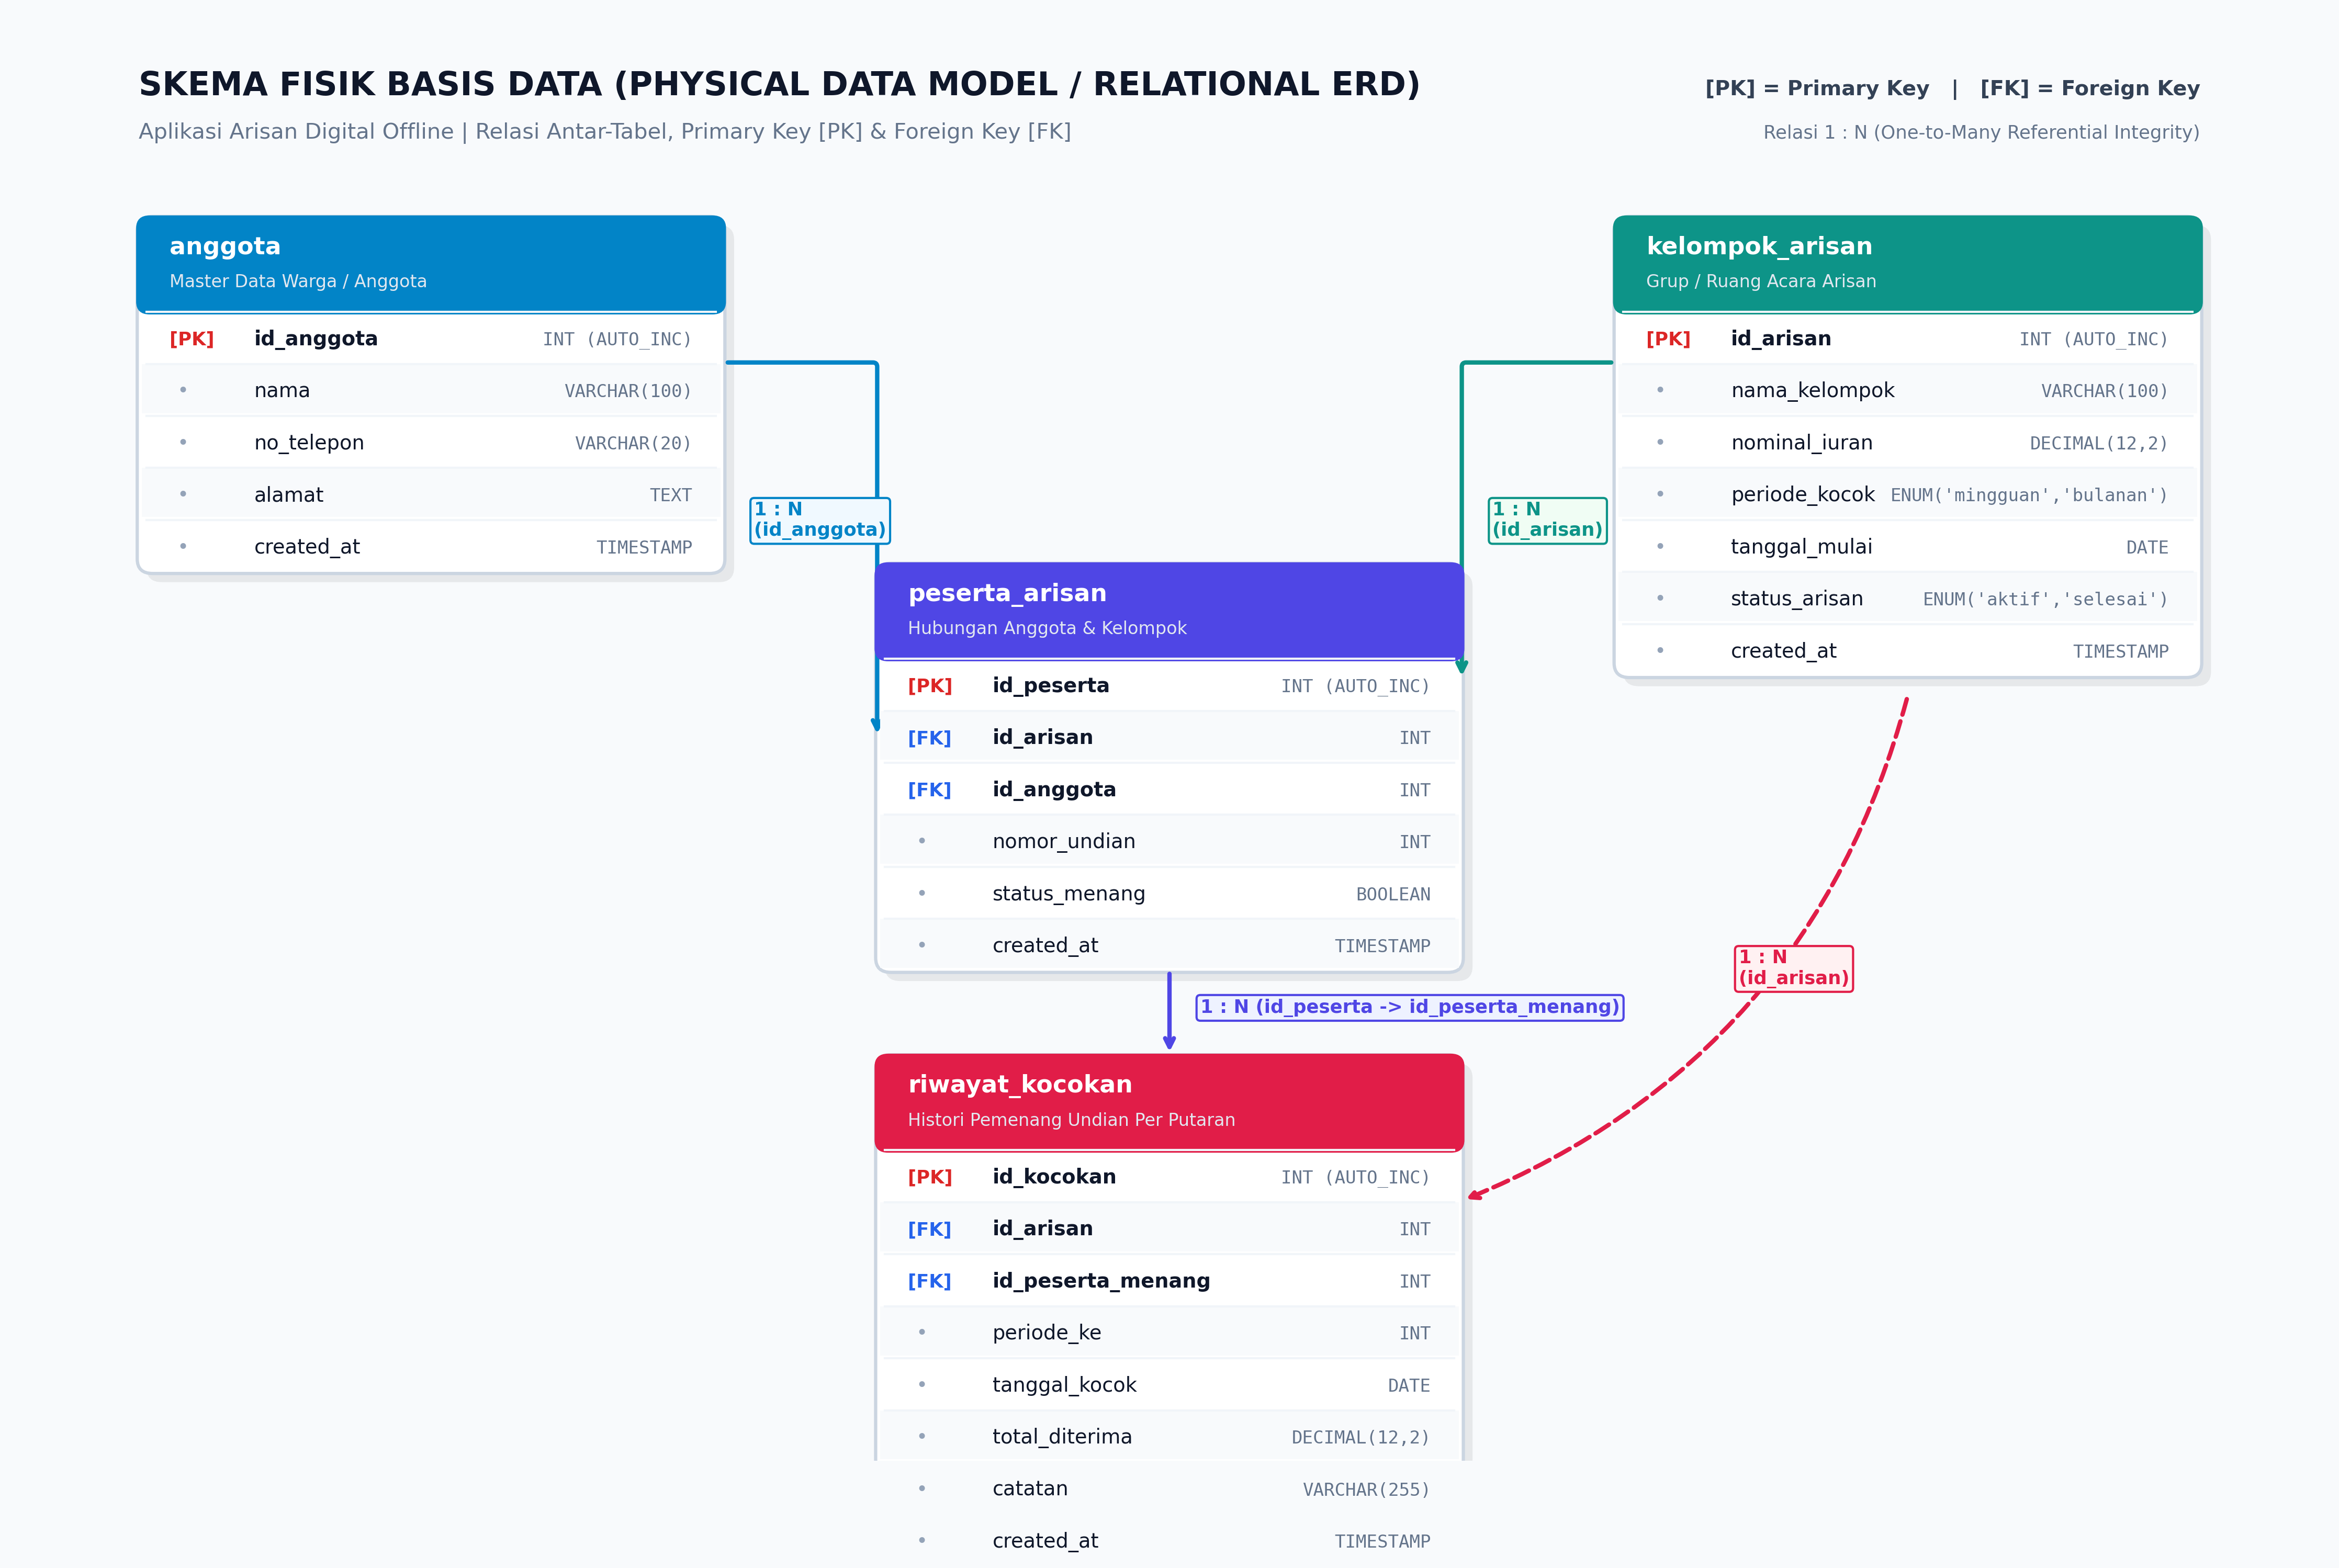 SKEMA FISIK BASIS DATA (PHYSICAL DATA MODEL / RELATIONAL ERD)
Aplikasi Arisan Digital Offline | Relasi Antar-Tabel, Primary Key [PK] & Foreign Key [FK]
[PK] = Primary Key | [FK] = Foreign Key
Relasi 1 : N (One-to-Many Referential Integrity)
anggota
Master Data Warga / Anggota
[PK] id_anggota INT (AUTO_INC)
• nama VARCHAR(100)
• no_telepon VARCHAR(20)
• alamat TEXT
• created_at TIMESTAMP
1 : N
(id_anggota)
kelompok_arisan
Grup / Ruang Acara Arisan
[PK] id_arisan INT (AUTO_INC)
• nama_kelompok VARCHAR(100)
• nominal_iuran DECIMAL(12,2)
• periode_kocok ENUM('mingguan','bulanan')
• tanggal_mulai DATE
• status_arisan ENUM('aktif','selesai')
• created_at TIMESTAMP
1 : N
(id_arisan)
peserta_arisan
Hubungan Anggota & Kelompok
[PK] id_peserta INT (AUTO_INC)
[FK] id_arisan INT
[FK] id_anggota INT
• nomor_undian INT
• status_menang BOOLEAN
• created_at TIMESTAMP
1 : N
(id_arisan)
1 : N (id_peserta -> id_peserta_menang)
riwayat_kocokan
Histori Pemenang Undian Per Putaran
[PK] id_kocokan INT (AUTO_INC)
[FK] id_arisan INT
[FK] id_peserta_menang INT
• periode_ke INT
• tanggal_kocok DATE
• total_diterima DECIMAL(12,2)
• catatan VARCHAR(255)
• created_at TIMESTAMP